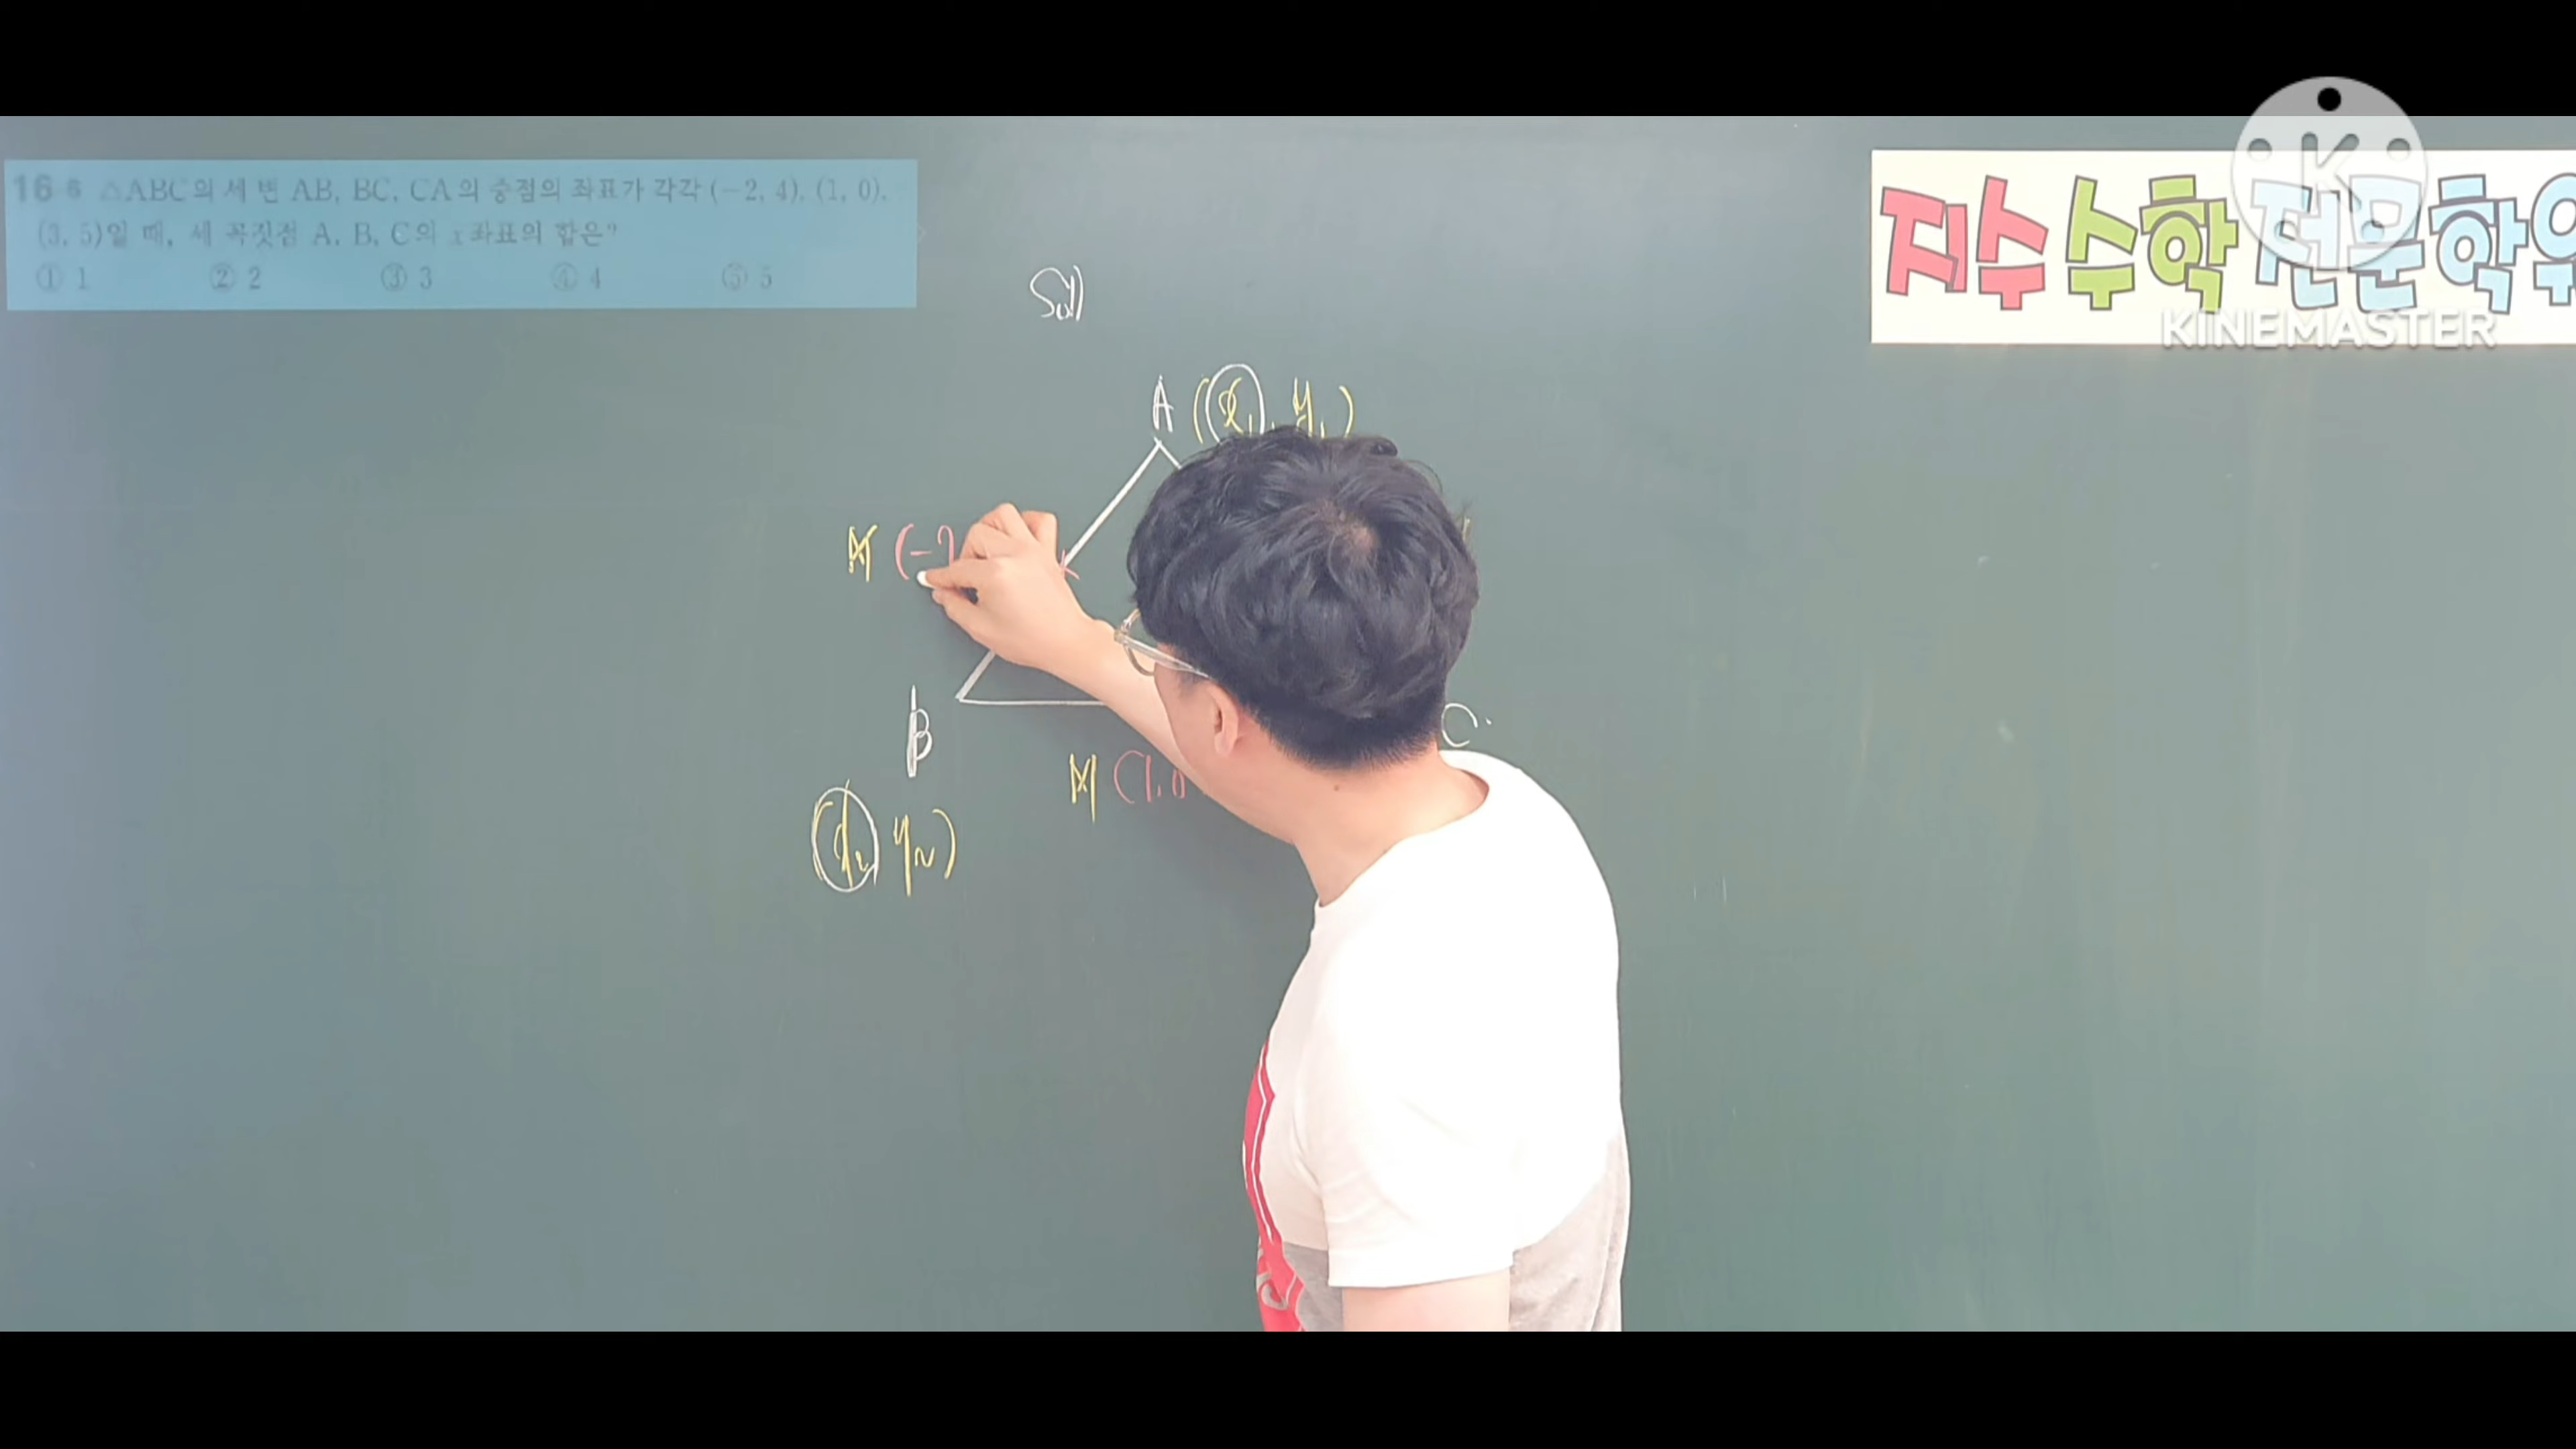 16 6 △ABC의 세 변 AB, BC, CA의 중점의 좌표가 각각 (-2, 4), (1, 0),
(3, 5)일 때, 세 꼭짓점 A, B, C의 x좌표의 합은?
① 1 ② 2 ③ 3 ④ 4 ⑤ 5
지수 수학 전문학원
K
KINEMASTER
Sol)
A (x₁, y₁)
M (-2
B
C
M (1, 0
(x₂ y₂)